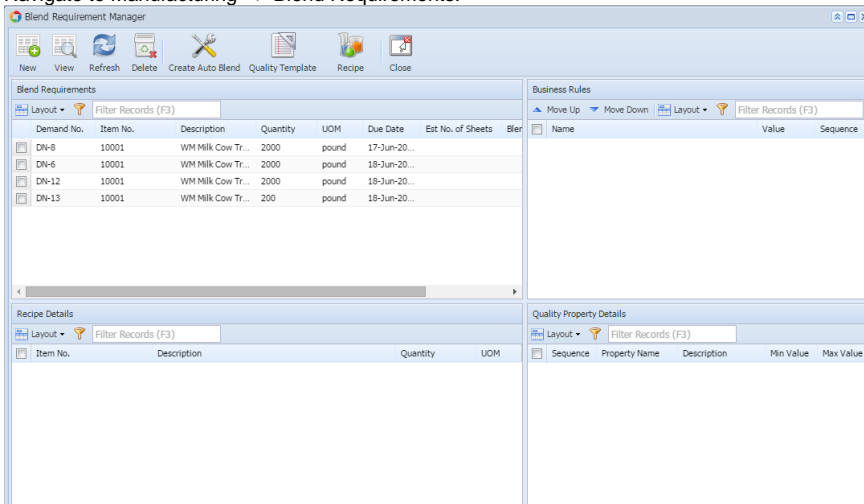 Navigate to Manufacturing -> Blend Requirements.
Blend Requirement Manager
New View Refresh Delete Create Auto Blend Quality Template Recipe Close
Blend Requirements
Layout Filter Records (F3)
Demand No. Item No. Description Quantity UOM Due Date Est No. of Sheets Bler
DN-8 10001 WM Milk Cow Tr... 2000 pound 17-Jun-20...
DN-6 10001 WM Milk Cow Tr... 2000 pound 18-Jun-20...
DN-12 10001 WM Milk Cow Tr... 2000 pound 18-Jun-20...
DN-13 10001 WM Milk Cow Tr... 200 pound 18-Jun-20...
Business Rules
Move Up Move Down Layout Filter Records (F3)
Name Value Sequence
Recipe Details
Layout Filter Records (F3)
Item No. Description Quantity UOM
Quality Property Details
Layout Filter Records (F3)
Sequence Property Name Description Min Value Max Value